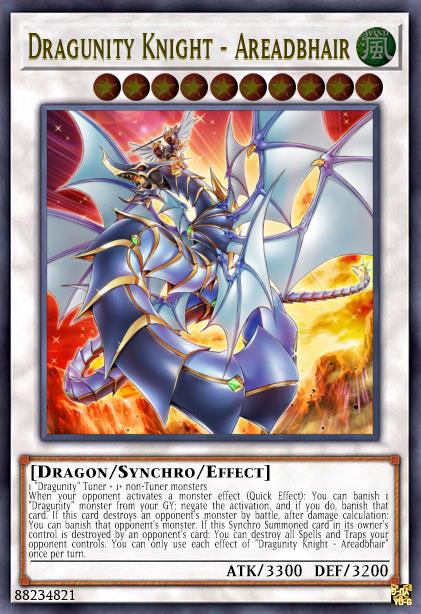 DRAGUNITY KNIGHT - AREADBHAIR
WIND
風
[DRAGON/SYNCHRO/EFFECT]
1 "Dragunity" Tuner + 1+ non-Tuner monsters
When your opponent activates a monster effect (Quick Effect): You can banish 1
"Dragunity" monster from your GY; negate the activation, and if you do, banish that
card. If this card destroys an opponent's monster by battle, after damage calculation:
You can banish that opponent's monster. If this Synchro Summoned card in its owner's
control is destroyed by an opponent's card: You can destroy all Spells and Traps your
opponent controls. You can only use each effect of "Dragunity Knight - Areadbhair"
once per turn.
ATK/3300 DEF/3200
88234821